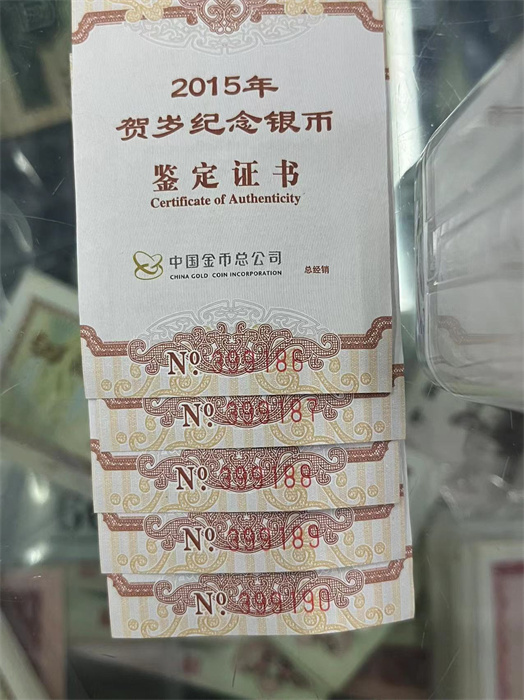 2015年
贺岁纪念银币
鉴定证书
Certificate of Authenticity
中国金币总公司
CHINA GOLD COIN INCORPORATION
总经销
No. 399186
No. 399187
No. 399188
No. 399189
No. 399190